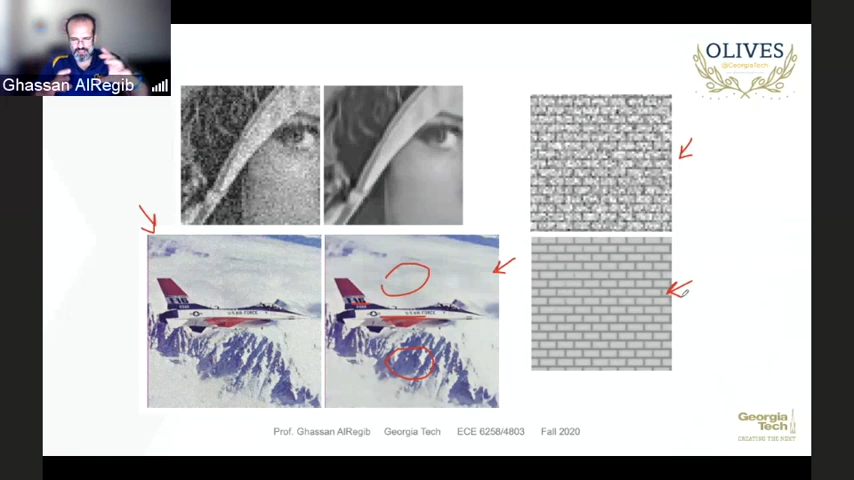 Ghassan AlRegib
OLIVES
@GeorgiaTech
F-16
U.S. AIR FORCE
U.S. AIR FORCE
Prof. Ghassan AlRegib Georgia Tech ECE 6258/4803 Fall 2020
Georgia
Tech
CREATING THE NEXT